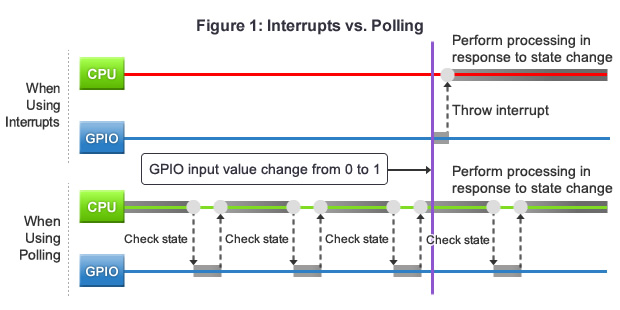 Figure 1: Interrupts vs. Polling
Perform processing in
response to state change
CPU
When
Using
Interrupts
Throw interrupt
GPIO
GPIO input value change from 0 to 1
Perform processing in
response to state change
CPU
When
Using
Polling
Check state
Check state
Check state
Check state
GPIO